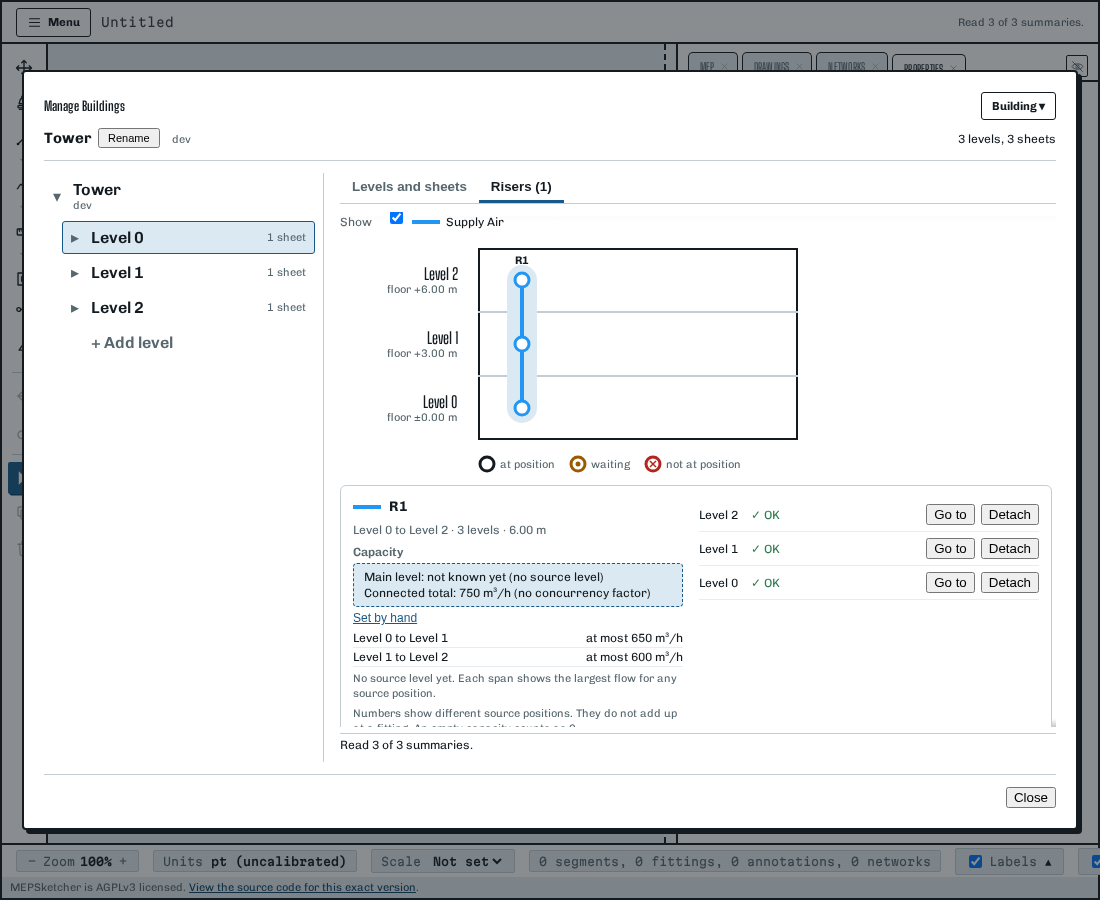 Menu
Untitled
Read 3 of 3 summaries.
MEP × DRAWINGS × NETWORKS × PROPERTIES ×
Manage Buildings
Building ▾
Tower Rename dev
3 levels, 3 sheets
▼ Tower
dev
▶ Level 0 1 sheet
▶ Level 1 1 sheet
▶ Level 2 1 sheet
+ Add level
Levels and sheets Risers (1)
Show Supply Air
R1
Level 2
floor +6.00 m
Level 1
floor +3.00 m
Level 0
floor ±0.00 m
at position waiting not at position
R1
Level 0 to Level 2 · 3 levels · 6.00 m
Capacity
Main level: not known yet (no source level)
Connected total: 750 m³/h (no concurrency factor)
Set by hand
Level 0 to Level 1 at most 650 m³/h
Level 1 to Level 2 at most 600 m³/h
No source level yet. Each span shows the largest flow for any
source position.
Numbers show different source positions. They do not add up
Level 2 ✓ OK Go to Detach
Level 1 ✓ OK Go to Detach
Level 0 ✓ OK Go to Detach
Read 3 of 3 summaries.
Close
− Zoom 100% + Units pt (uncalibrated) Scale Not set 0 segments, 0 fittings, 0 annotations, 0 networks Labels ▲
MEPSketcher is AGPLv3 licensed. View the source code for this exact version.